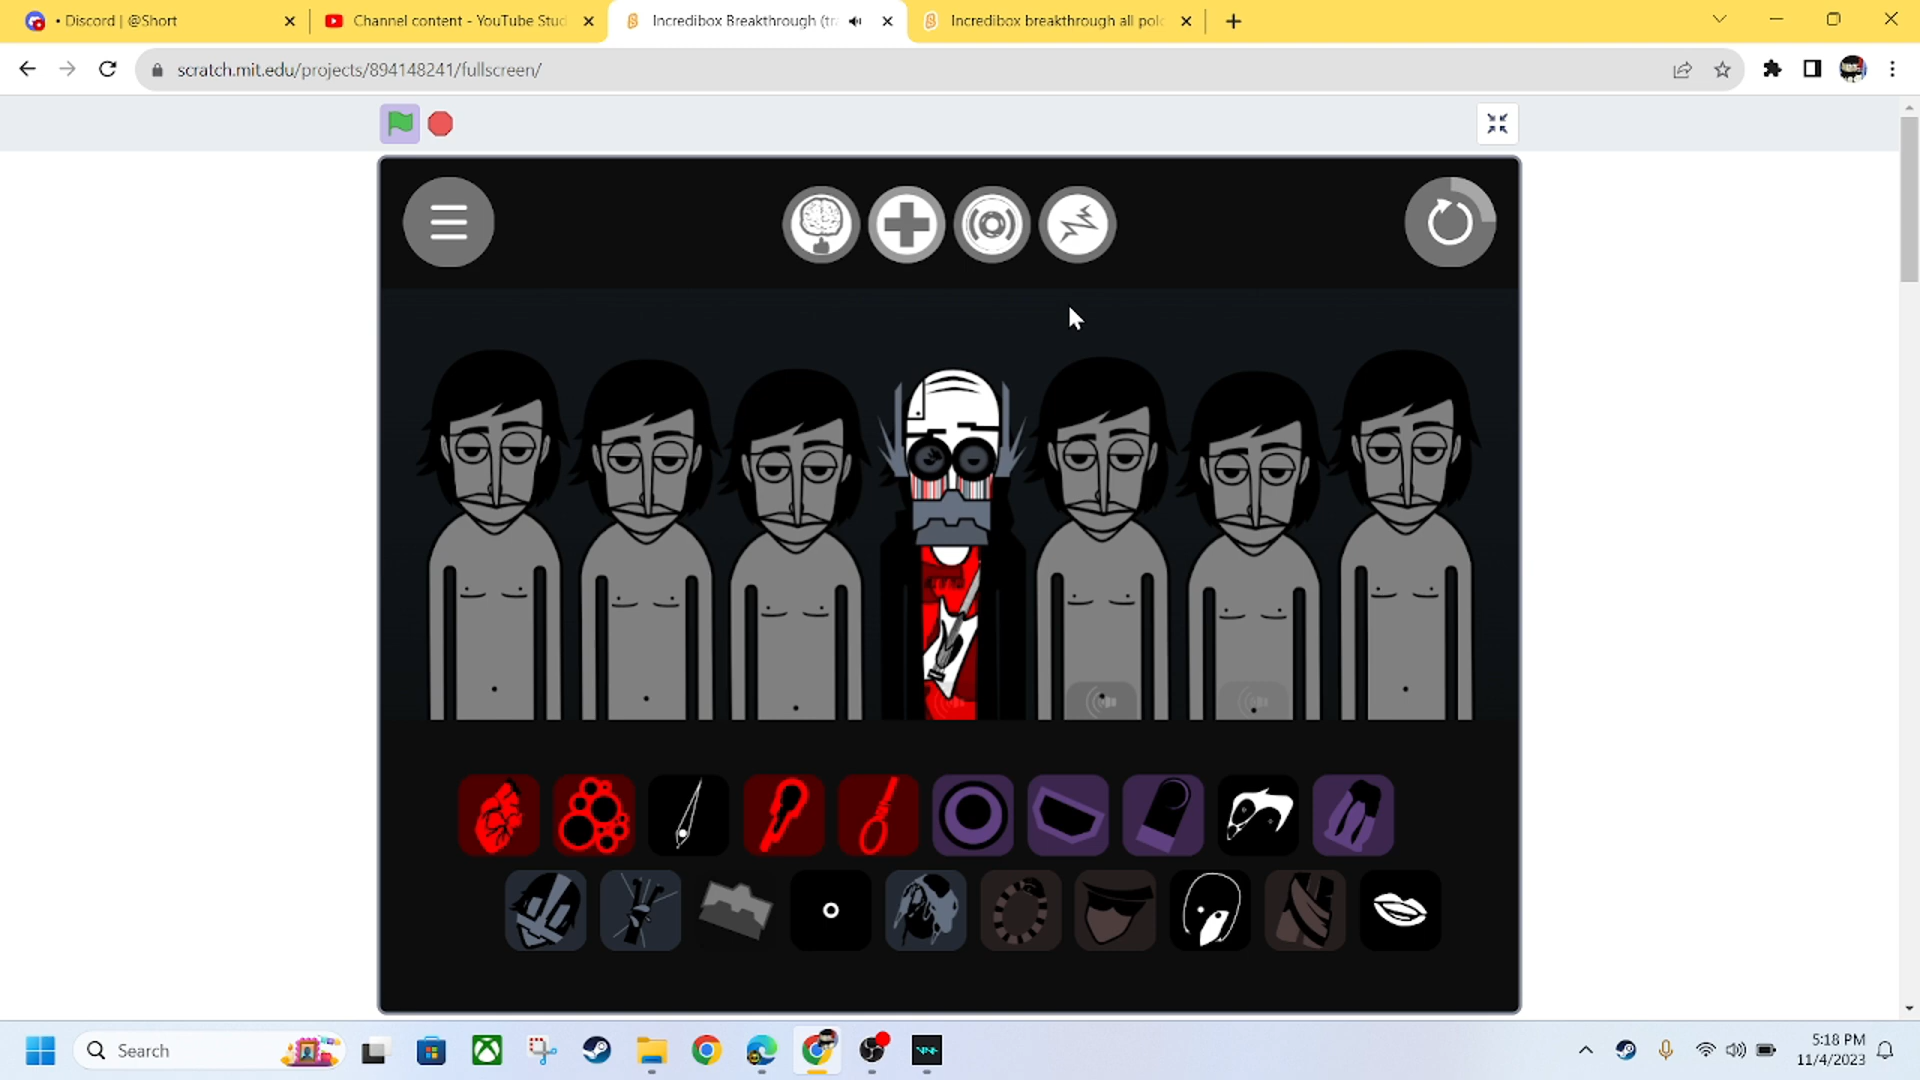 • Discord | @Short
Channel content - YouTube Stud
Incredibox Breakthrough (tr
Incredibox breakthrough all pol
scratch.mit.edu/projects/894148241/fullscreen/
Search
5:18 PM
11/4/2023